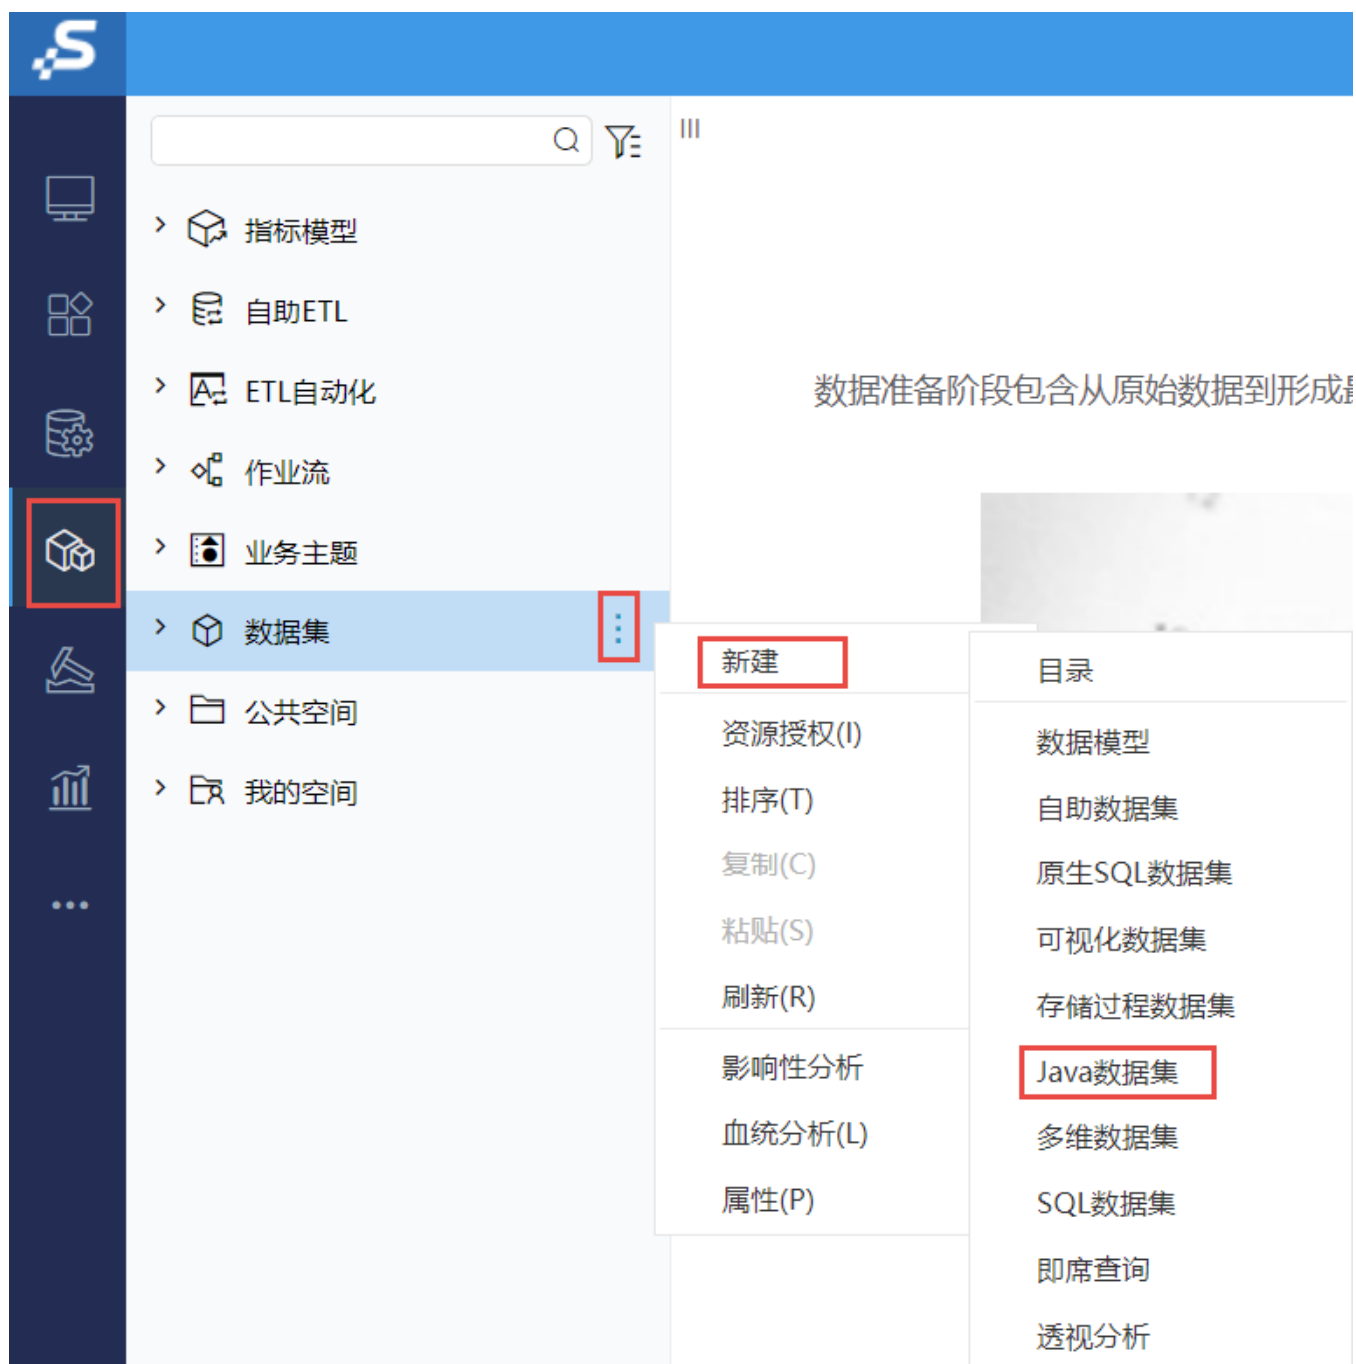 指标模型
自助ETL
ETL自动化
作业流
业务主题
数据集
公共空间
我的空间
数据准备阶段包含从原始数据到形成
新建
资源授权(I)
排序(T)
复制(C)
粘贴(S)
刷新(R)
影响性分析
血统分析(L)
属性(P)
目录
数据模型
自助数据集
原生SQL数据集
可视化数据集
存储过程数据集
Java数据集
多维数据集
SQL数据集
即席查询
透视分析